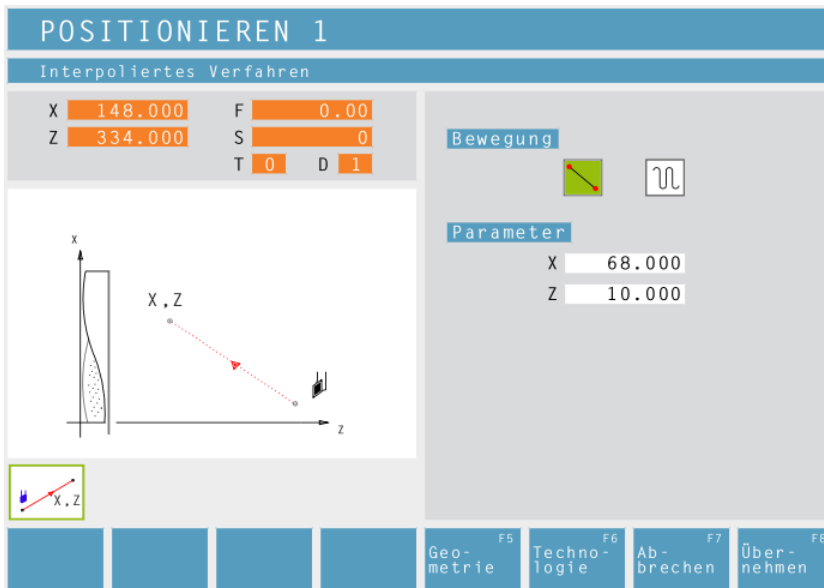 POSITIONIEREN 1
Interpoliertes Verfahren
X 148.000 F 0.00
Z 334.000 S 0
T 0 D 1
Bewegung
Parameter
X 68.000
Z 10.000
X
X,Z
Z
X,Z
F5
Geo-
metrie
F6
Techno-
logie
F7
Ab-
brechen
F8
Über-
nehmen